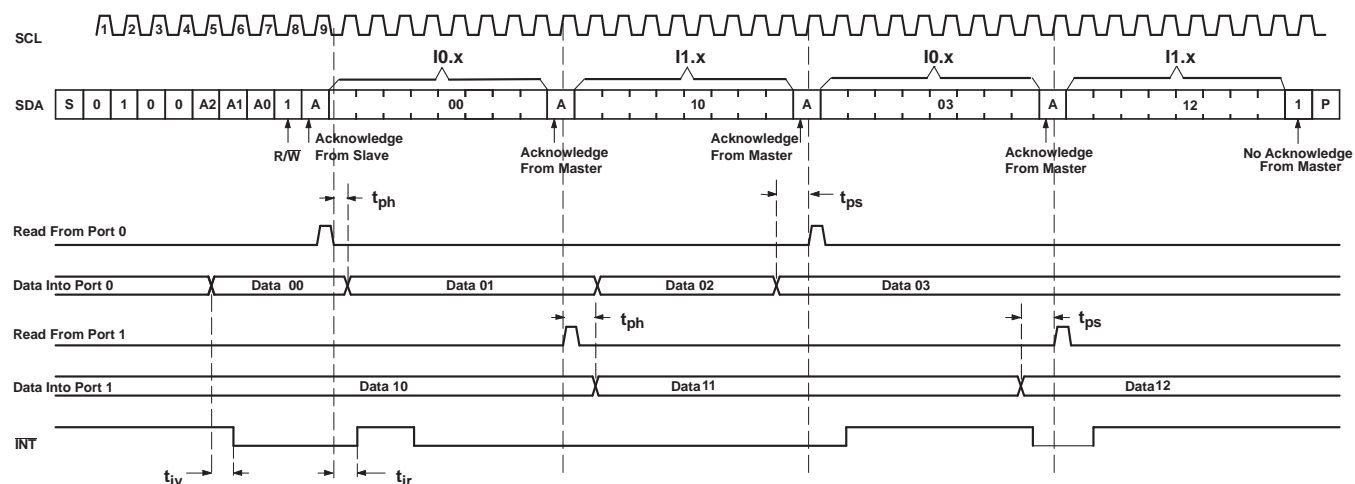 SCL
1 2 3 4 5 6 7 8 9
I0.x I1.x I0.x I1.x
SDA S 0 1 0 0 A2 A1 A0 1 A 00 A 10 A 03 A 12 1 P
R/W̅
Acknowledge
From Slave
Acknowledge
From Master
Acknowledge
From Master
Acknowledge
From Master
No Acknowledge
From Master
tph
tps
Read From Port 0
Data Into Port 0 Data 00 Data 01 Data 02 Data 03
tph
tps
Read From Port 1
Data Into Port 1 Data 10 Data 11 Data 12
I̅N̅T̅
tiv
tir